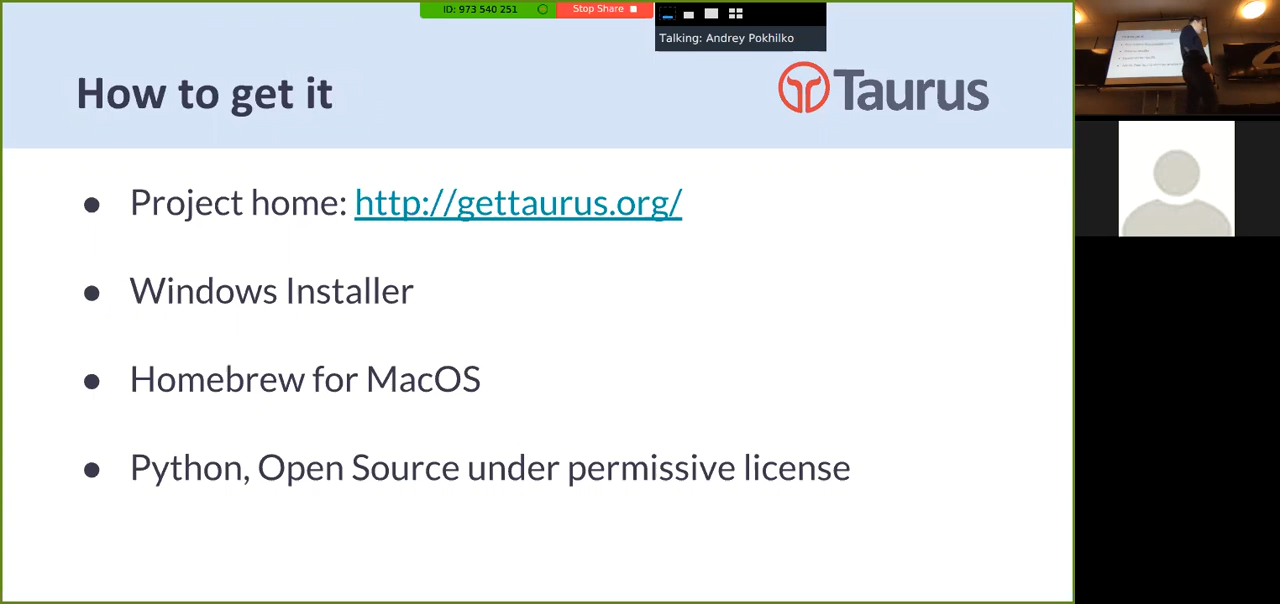 ID: 973 540 251
Stop Share
Talking: Andrey Pokhilko
How to get it
Taurus
● Project home: http://gettaurus.org/
● Windows Installer
● Homebrew for MacOS
● Python, Open Source under permissive license